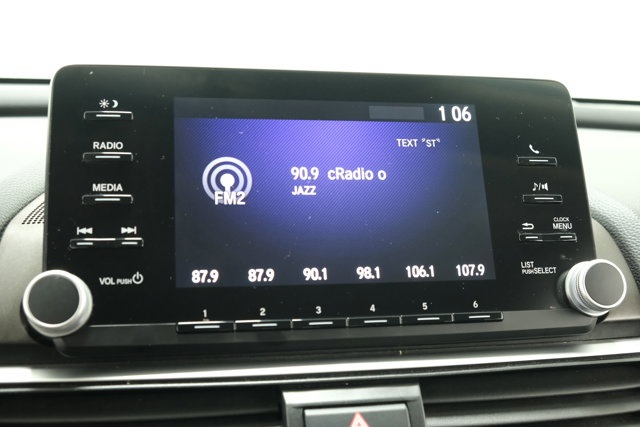 1 06
TEXT "ST"
RADIO
90.9 cRadio o
JAZZ
FM2
MEDIA
CLOCK
MENU
LIST
PUSH SELECT
VOL PUSH
87.9 87.9 90.1 98.1 106.1 107.9
1 2 3 4 5 6